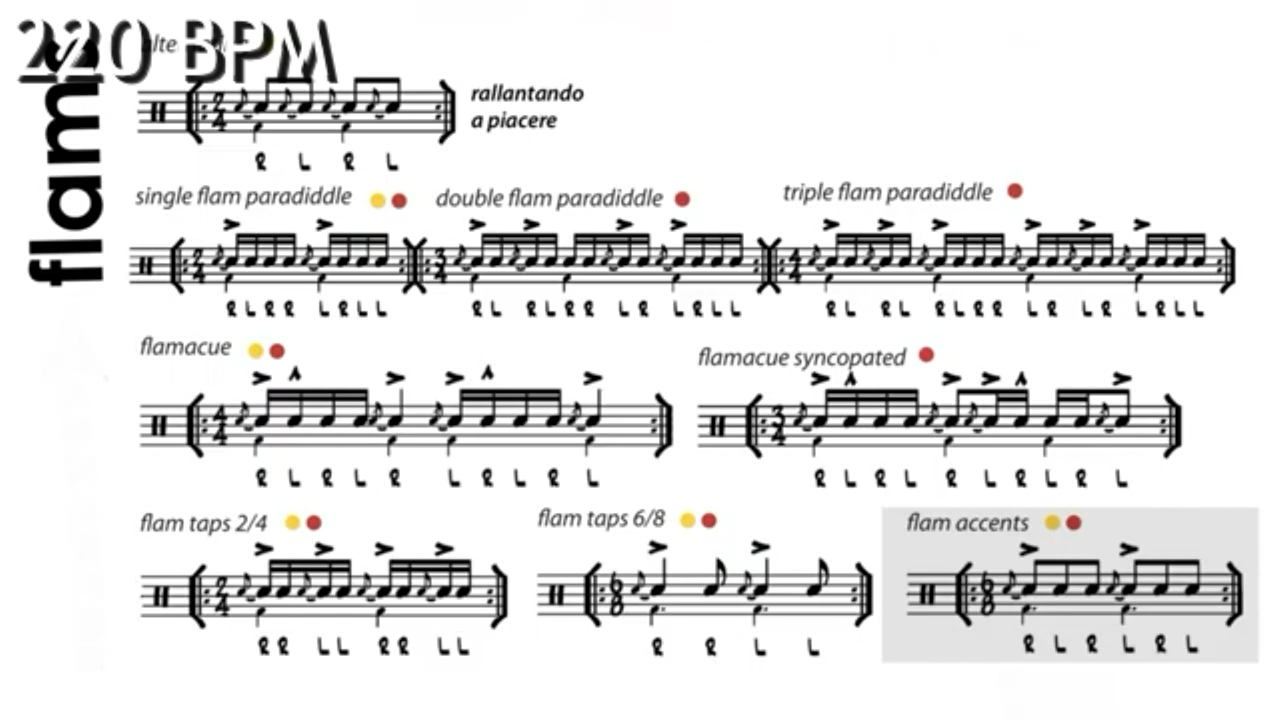 220 BPM
flams
rallantando
a piacere
R L R L
single flam paradiddle
double flam paradiddle
triple flam paradiddle
R L R R L R L L
R L R L R R L R L R L L
R L R L R L R R L R L R L R L L
flamacue
flamacue syncopated
R L R L R L R L R L
R L R L R L R L R L
flam taps 2/4
flam taps 6/8
flam accents
R R L L R R L L
R R L L
R L R L R L